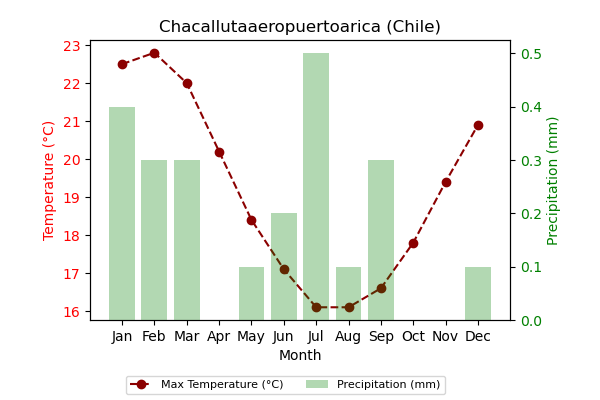 Chacallutaaeropuertoarica (Chile)
23
22
21
20
19
18
17
16
Temperature (°C)
0.5
0.4
0.3
0.2
0.1
0.0
Precipitation (mm)
Jan Feb Mar Apr May Jun Jul Aug Sep Oct Nov Dec
Month
Max Temperature (°C) Precipitation (mm)